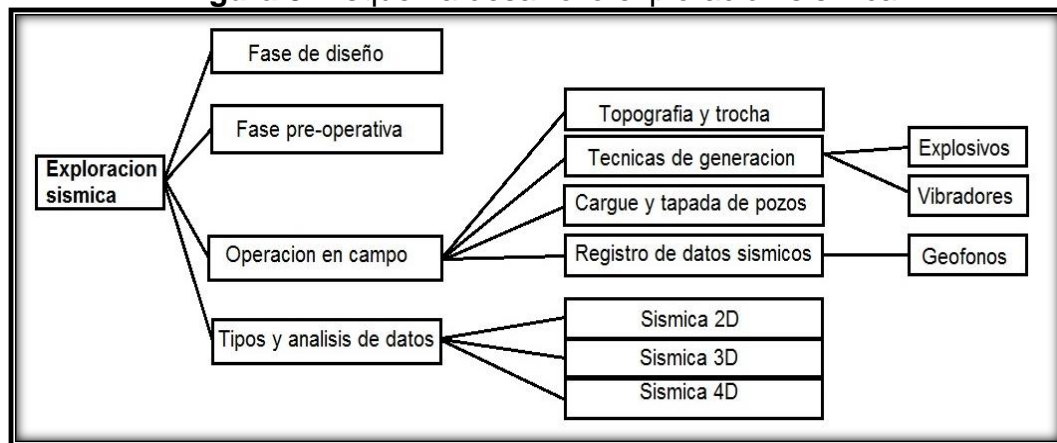 Fase de diseño
Fase pre-operativa
Exploracion
sismica
Operacion en campo
Tipos y analisis de datos
Topografia y trocha
Tecnicas de generacion
Cargue y tapada de pozos
Registro de datos sismicos
Explosivos
Vibradores
Geofonos
Sismica 2D
Sismica 3D
Sismica 4D